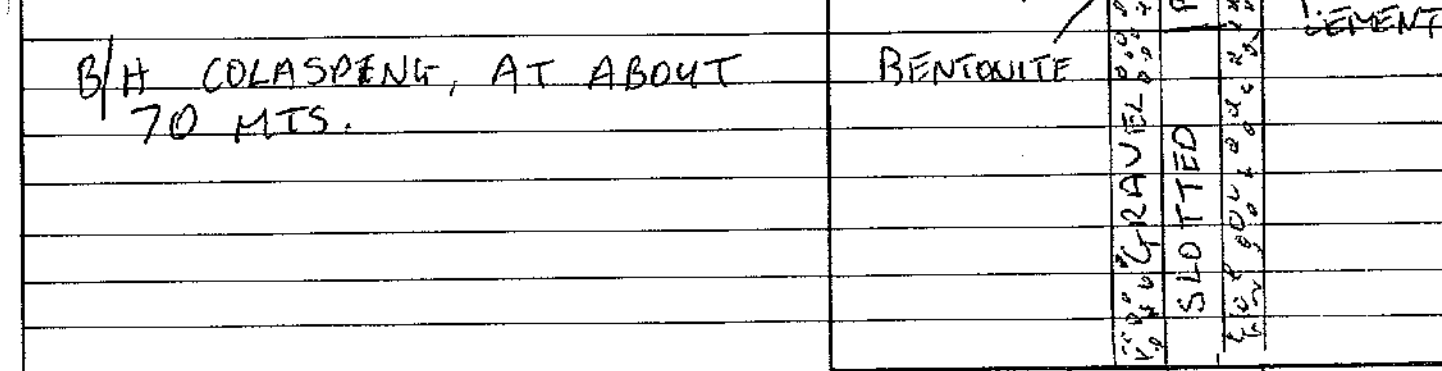 B/H COLASPENG, AT ABOUT
70 MTS.
BENTONITE
GRAVEL
SLOTTED
CEMENT